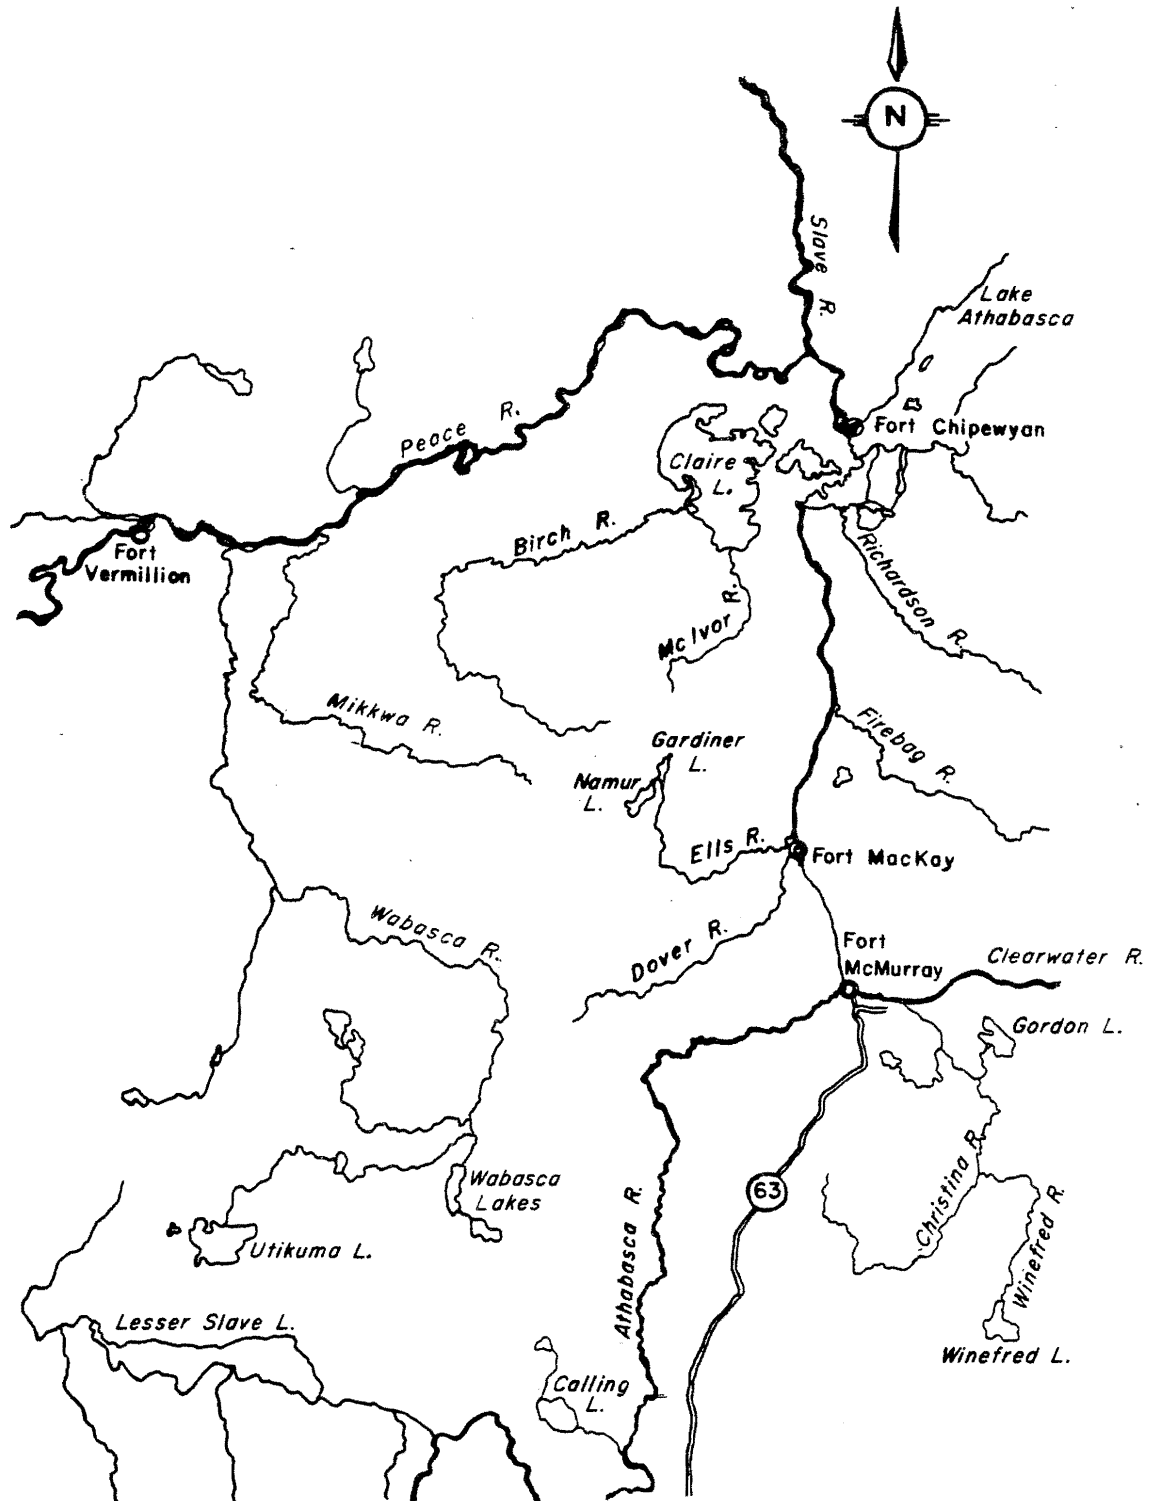 N
Slave R.
Lake
Athabasca
Peace R.
Fort Chipewyan
Claire
L.
Birch R.
Fort
Vermillion
Richardson R.
McIvor R.
Mikkwa R.
Firebag R.
Gardiner
L.
Namur
L.
Ells R.
Fort MacKay
Wabasca R.
Dover R.
Fort
McMurray
Clearwater R.
Gordon L.
Christina R.
Wabasca
Lakes
63
Athabasca R.
Winefred R.
Utikuma L.
Lesser Slave L.
Winefred L.
Calling
L.